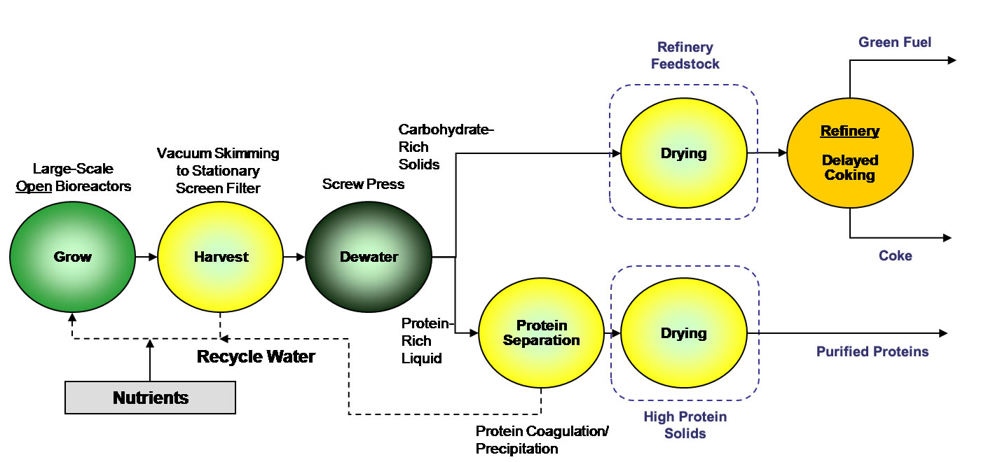 Large-Scale
Open Bioreactors
Grow
Vacuum Skimming
to Stationary
Screen Filter
Harvest
Screw Press
Dewater
Carbohydrate-
Rich
Solids
Refinery
Feedstock
Drying
Refinery
Delayed
Coking
Green Fuel
Coke
Protein-
Rich
Liquid
Protein
Separation
Drying
Purified Proteins
High Protein
Solids
Protein Coagulation/
Precipitation
Recycle Water
Nutrients